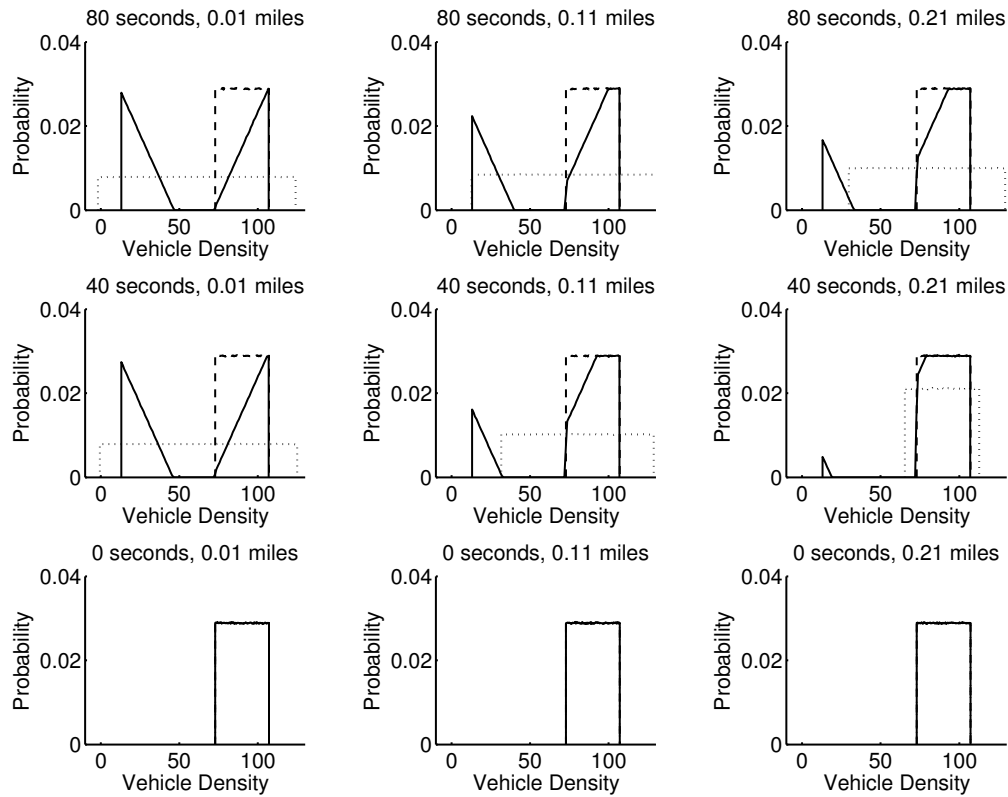 80 seconds, 0.01 miles
0.04
0.02
0
Probability
0 50 100
Vehicle Density
80 seconds, 0.11 miles
0.04
0.02
0
Probability
0 50 100
Vehicle Density
80 seconds, 0.21 miles
0.04
0.02
0
Probability
0 50 100
Vehicle Density
40 seconds, 0.01 miles
0.04
0.02
0
Probability
0 50 100
Vehicle Density
40 seconds, 0.11 miles
0.04
0.02
0
Probability
0 50 100
Vehicle Density
40 seconds, 0.21 miles
0.04
0.02
0
Probability
0 50 100
Vehicle Density
0 seconds, 0.01 miles
0.04
0.02
0
Probability
0 50 100
Vehicle Density
0 seconds, 0.11 miles
0.04
0.02
0
Probability
0 50 100
Vehicle Density
0 seconds, 0.21 miles
0.04
0.02
0
Probability
0 50 100
Vehicle Density